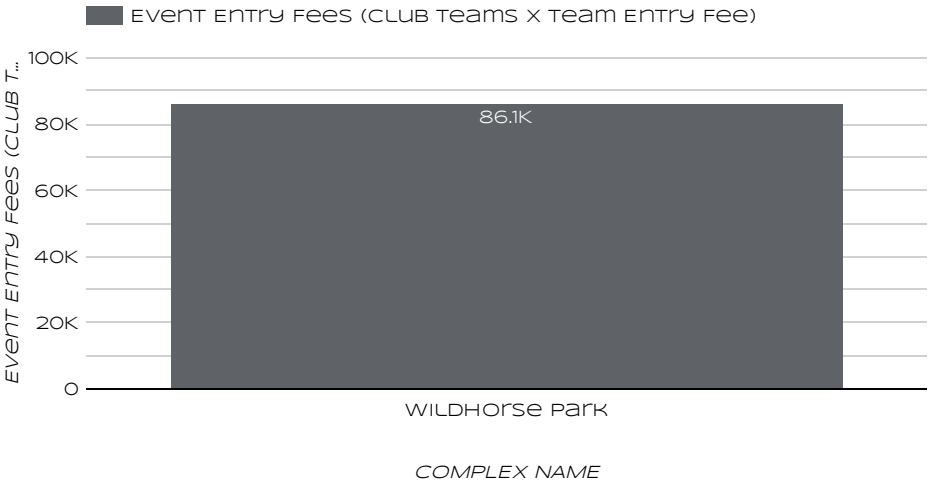 Event Entry Fees (Club Teams x Team Entry Fee)
Event Entry Fees (Club T...
100K
80K
60K
40K
20K
0
86.1K
Wildhorse Park
COMPLEX NAME